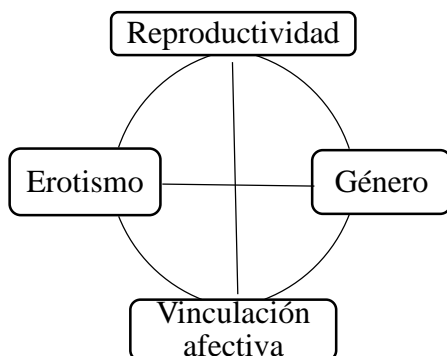 Reproductividad
Erotismo
Género
Vinculación
afectiva